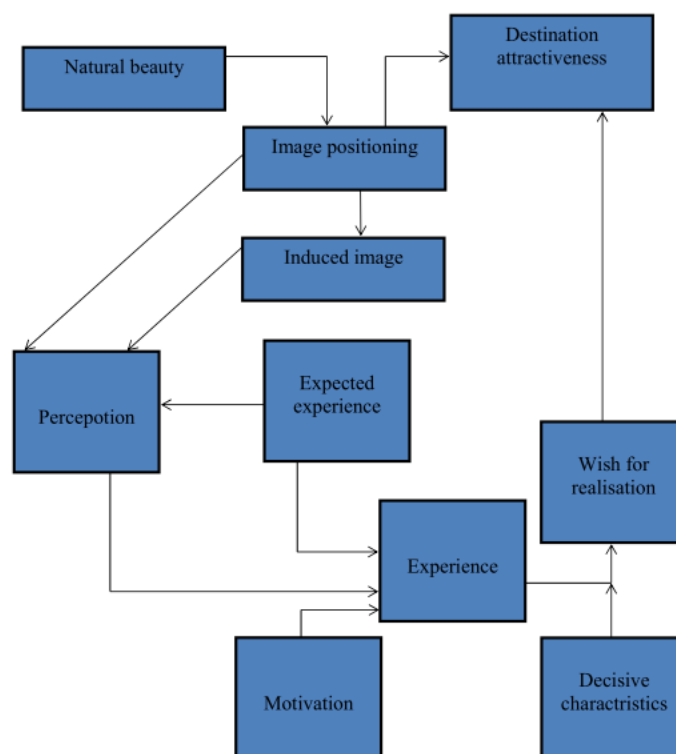 Destination
attractiveness
Natural beauty
Image positioning
Induced image
Expected
experience
Percepotion
Wish for
realisation
Experience
Motivation
Decisive
charactristics